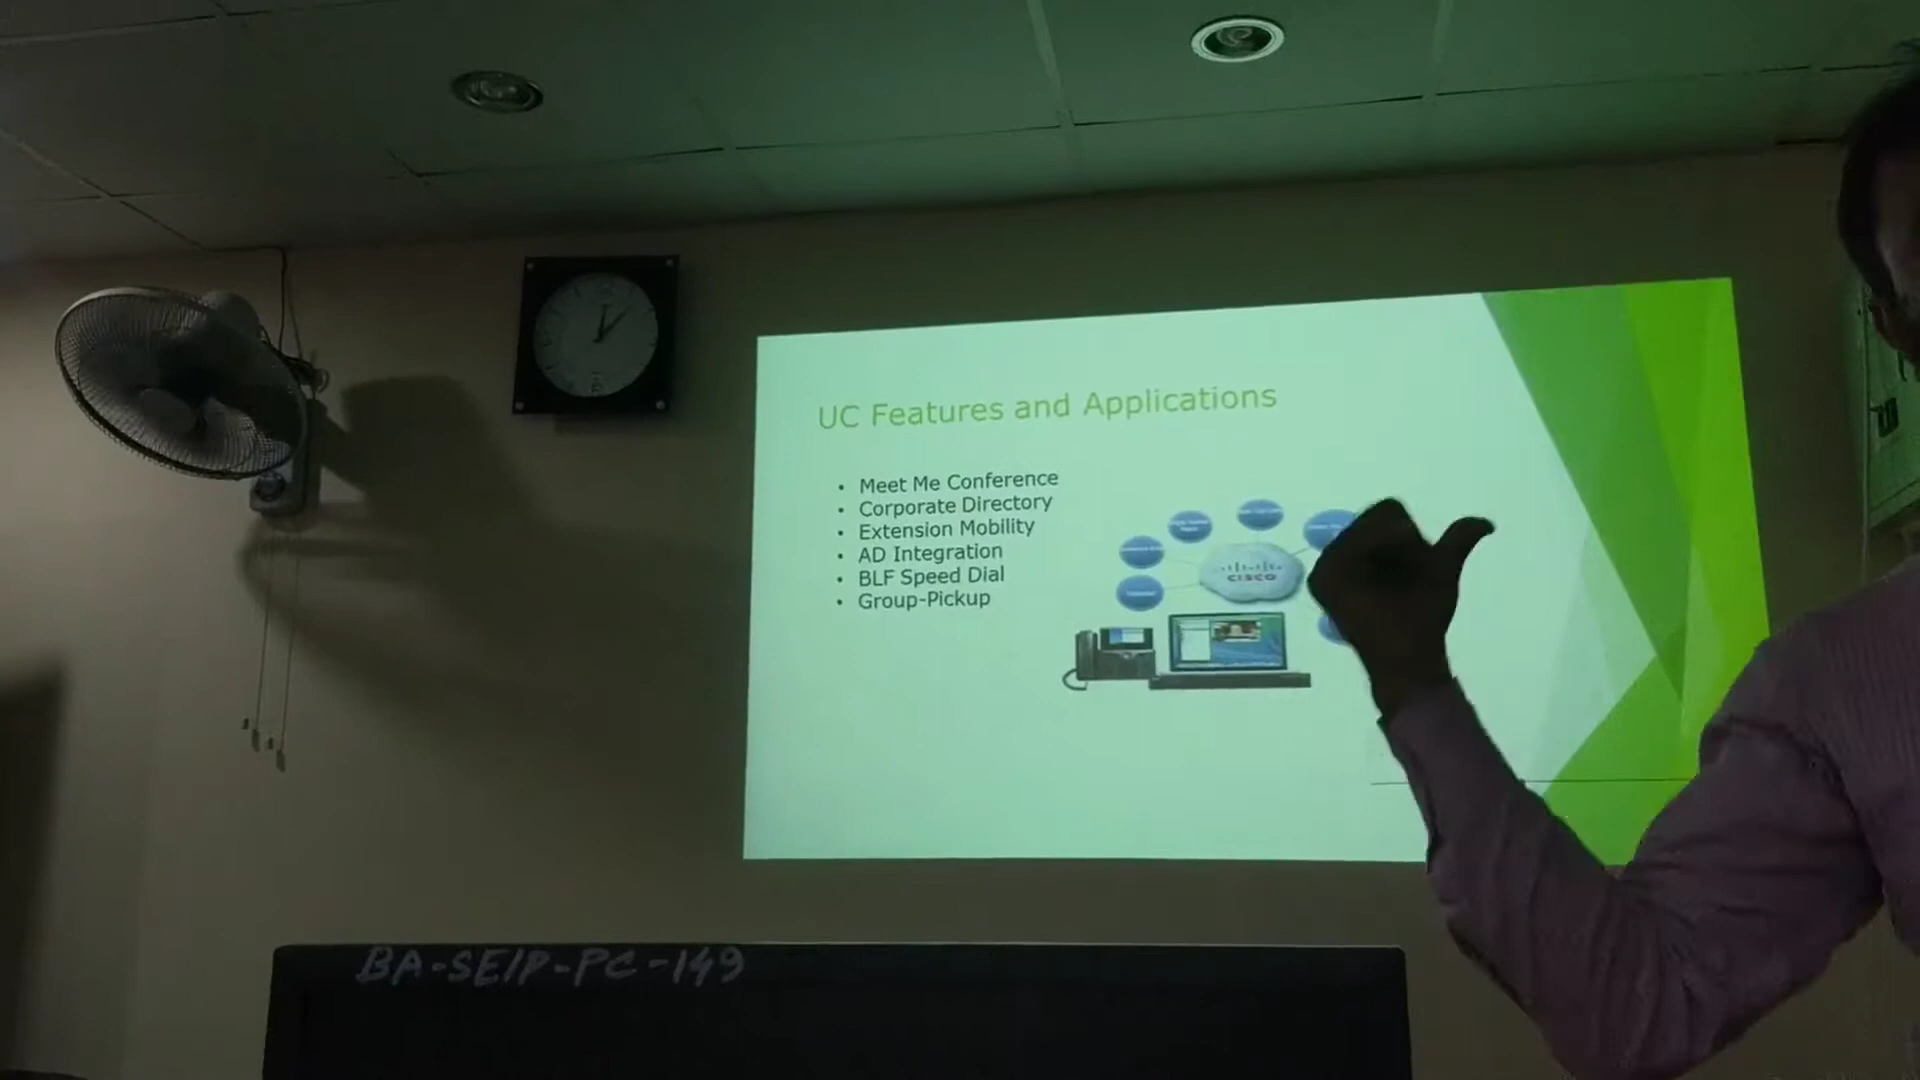 UC Features and Applications
• Meet Me Conference
• Corporate Directory
• Extension Mobility
• AD Integration
• BLF Speed Dial
• Group-Pickup
CISCO
BA-SEIP-PC-149